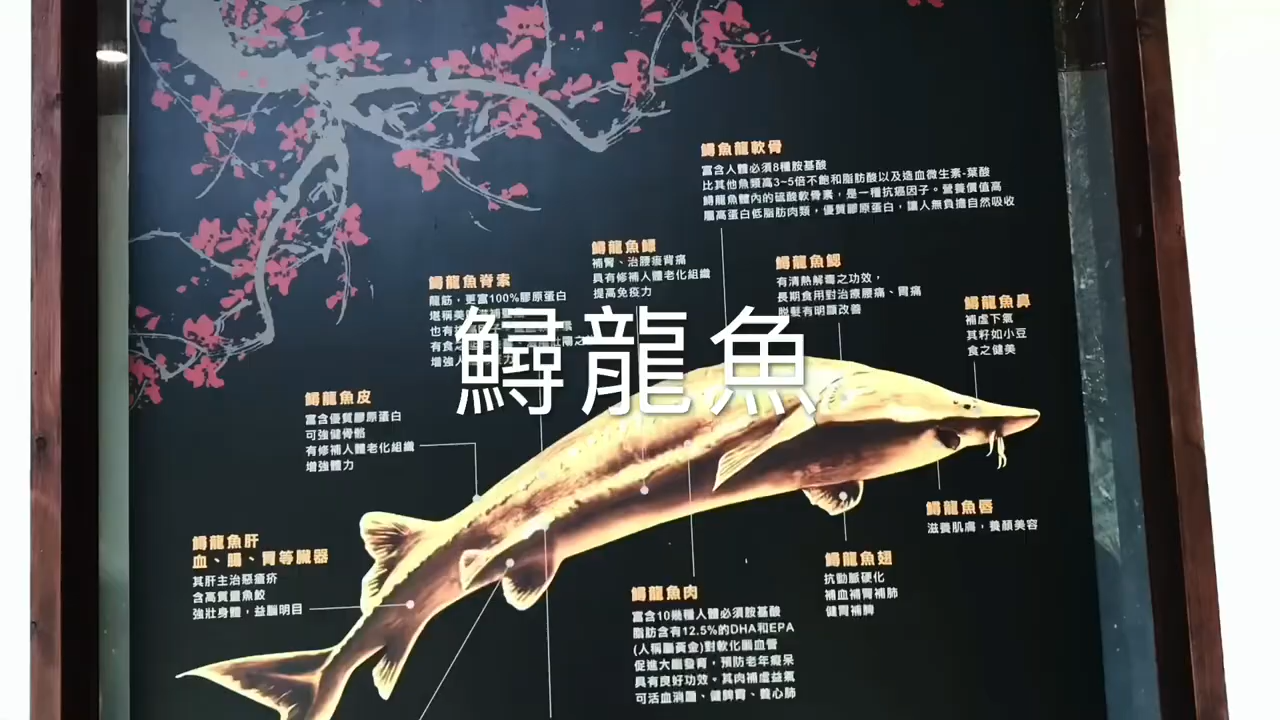 鱘魚龍軟骨
富含人體必須8種胺基酸
比其他魚類高3~5倍不飽和脂肪酸以及造血微生素-葉酸
鱘龍魚體內的硫酸軟骨素，是一種抗癌因子。營養價值高
屬高蛋白低脂肪肉類，優質膠原蛋白，讓人無負擔自然吸收
鱘龍魚鰾
補腎、治腰痠背痛
具有修補人體老化組織
提高免疫力
鱘龍魚鰓
有清熱解毒之功效，
長期食用對治療腰痛、胃痛
脫髮有明顯改善
鱘龍魚脊索
龍筋，更富100%膠原蛋白
堪稱美
也有
有食之
增強人
鱘龍魚鼻
補虛下氣
其籽如小豆
食之健美
鱘龍魚
鱘龍魚皮
富含優質膠原蛋白
可強健骨骼
有修補人體老化組織
增強體力
鱘龍魚唇
滋養肌膚，養顏美容
鱘龍魚肝
血、腸、胃等臟器
其肝主治惡瘡疥
含高質量魚鮫
強壯身體，益腦明目
鱘龍魚翅
抗動脈硬化
補血補胃補肺
健胃補脾
鱘龍魚肉
富含10幾種人體必須胺基酸
脂肪含有12.5%的DHA和EPA
(人稱腦黃金)對軟化腦血管
促進大腦發育，預防老年癡呆
具有良好功效。其肉補虛益氣
可活血消脂、健脾胃、養心肺